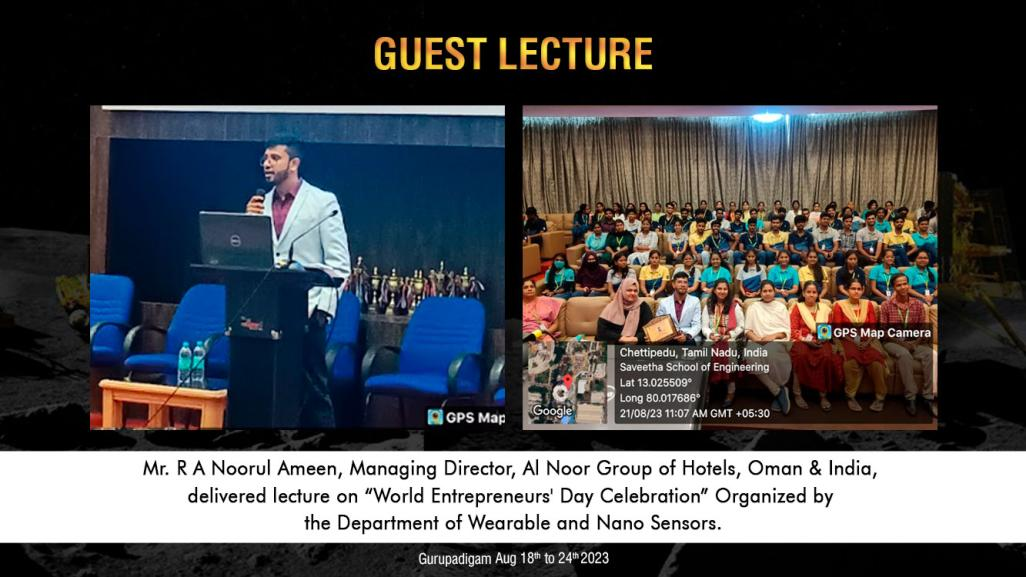 GUEST LECTURE
DELL
GPS Map
GPS Map Camera
Google
Chettipedu, Tamil Nadu, India
Saveetha School of Engineering
Lat 13.025509°
Long 80.017686°
21/08/23 11:07 AM GMT +05:30
Mr. R A Noorul Ameen, Managing Director, Al Noor Group of Hotels, Oman & India,
delivered lecture on “World Entrepreneurs' Day Celebration” Organized by
the Department of Wearable and Nano Sensors.
Gurupadigam Aug 18th to 24th 2023